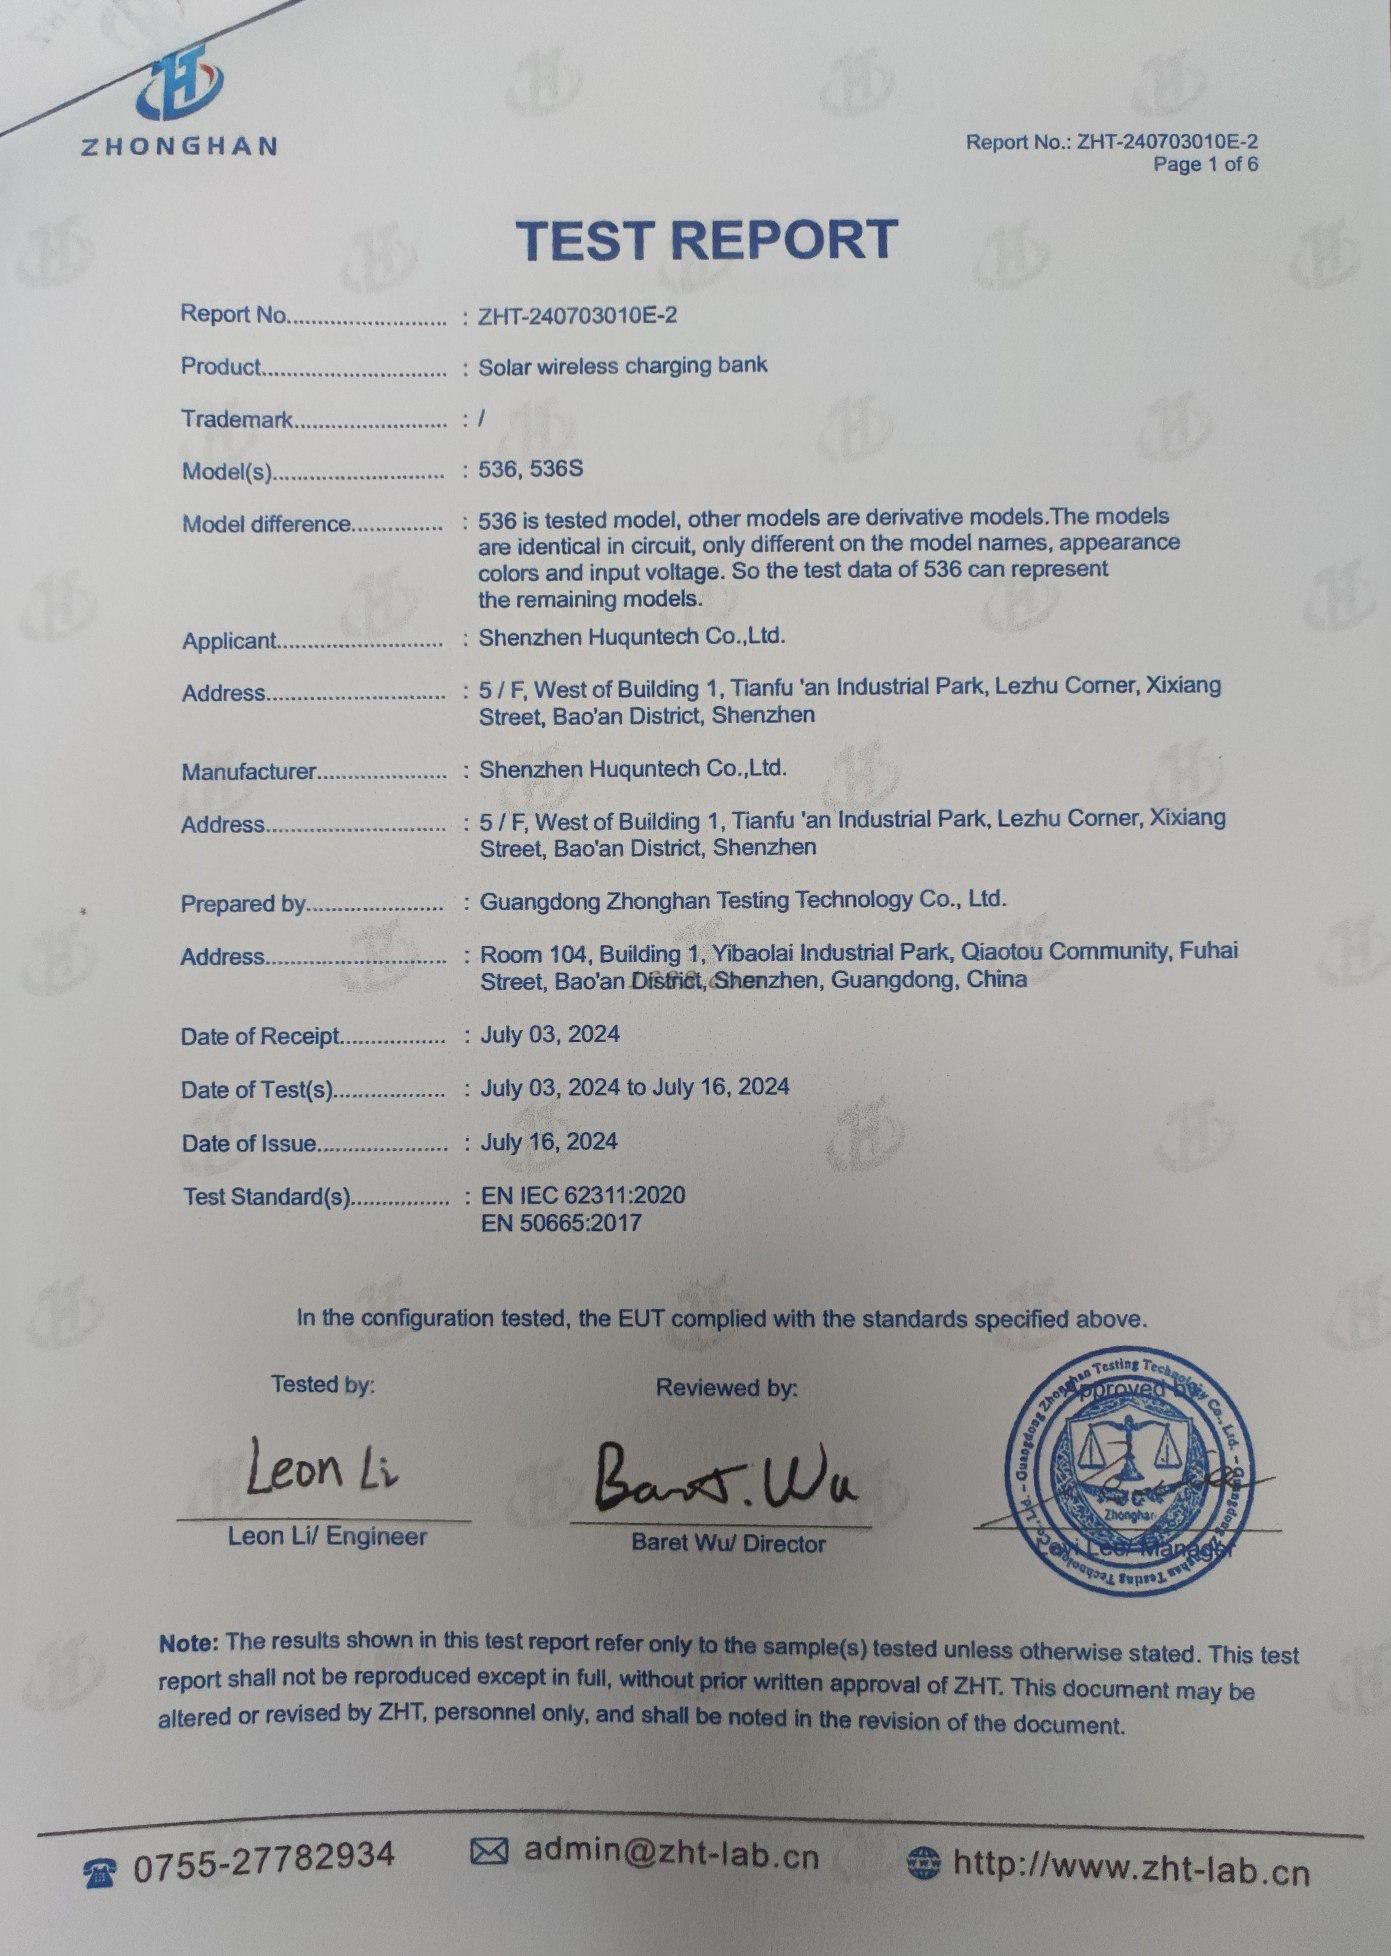 ZHONGHAN
Report No.: ZHT-240703010E-2
Page 1 of 6
TEST REPORT
Report No.......................... : ZHT-240703010E-2
Product............................. : Solar wireless charging bank
Trademark........................ : /
Model(s)........................... : 536, 536S
Model difference.............. : 536 is tested model, other models are derivative models.The models
are identical in circuit, only different on the model names, appearance
colors and input voltage. So the test data of 536 can represent
the remaining models.
Applicant.......................... : Shenzhen Huquntech Co.,Ltd.
Address............................ : 5 / F, West of Building 1, Tianfu 'an Industrial Park, Lezhu Corner, Xixiang
Street, Bao'an District, Shenzhen
Manufacturer.................... : Shenzhen Huquntech Co.,Ltd.
Address............................ : 5 / F, West of Building 1, Tianfu 'an Industrial Park, Lezhu Corner, Xixiang
Street, Bao'an District, Shenzhen
Prepared by..................... : Guangdong Zhonghan Testing Technology Co., Ltd.
Address............................ : Room 104, Building 1, Yibaolai Industrial Park, Qiaotou Community, Fuhai
Street, Bao'an District, Shenzhen, Guangdong, China
Date of Receipt................. : July 03, 2024
Date of Test(s).................. : July 03, 2024 to July 16, 2024
Date of Issue..................... : July 16, 2024
Test Standard(s)................ : EN IEC 62311:2020
EN 50665:2017
In the configuration tested, the EUT complied with the standards specified above.
Tested by:
Reviewed by:
Approved by
Guangdong Zhonghan Testing Technology Co., Ltd.
Zhonghan
Leon Li
Baret. Wu
Leon Li/ Engineer
Baret Wu/ Director
Manager
Note: The results shown in this test report refer only to the sample(s) tested unless otherwise stated. This test
report shall not be reproduced except in full, without prior written approval of ZHT. This document may be
altered or revised by ZHT, personnel only, and shall be noted in the revision of the document.
0755-27782934
admin@zht-lab.cn
http://www.zht-lab.cn